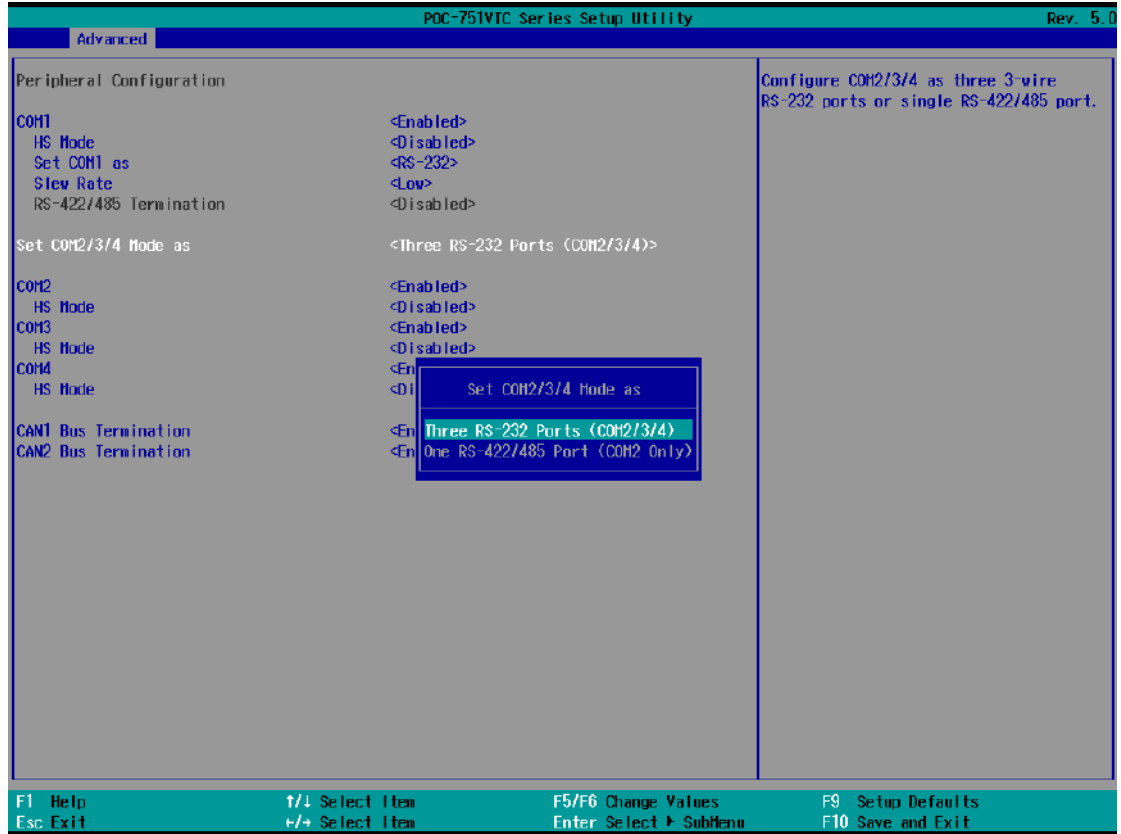 POC-751VTC Series Setup Utility Rev. 5.0
Advanced
Peripheral Configuration
COM1 <Enabled>
HS Mode <Disabled>
Set COM1 as <RS-232>
Slew Rate <Low>
RS-422/485 Termination <Disabled>
Set COM2/3/4 Mode as <Three RS-232 Ports (COM2/3/4)>
COM2 <Enabled>
HS Mode <Disabled>
COM3 <Enabled>
HS Mode <Disabled>
COM4 <En
HS Mode <Di
CAN1 Bus Termination <En
CAN2 Bus Termination <En
Set COM2/3/4 Mode as
Three RS-232 Ports (COM2/3/4)
One RS-422/485 Port (COM2 Only)
Configure COM2/3/4 as three 3-wire
RS-232 ports or single RS-422/485 port.
F1 Help ↑/↓ Select Item F5/F6 Change Values F9 Setup Defaults
Esc Exit ←/→ Select Item Enter Select ▶ SubMenu F10 Save and Exit